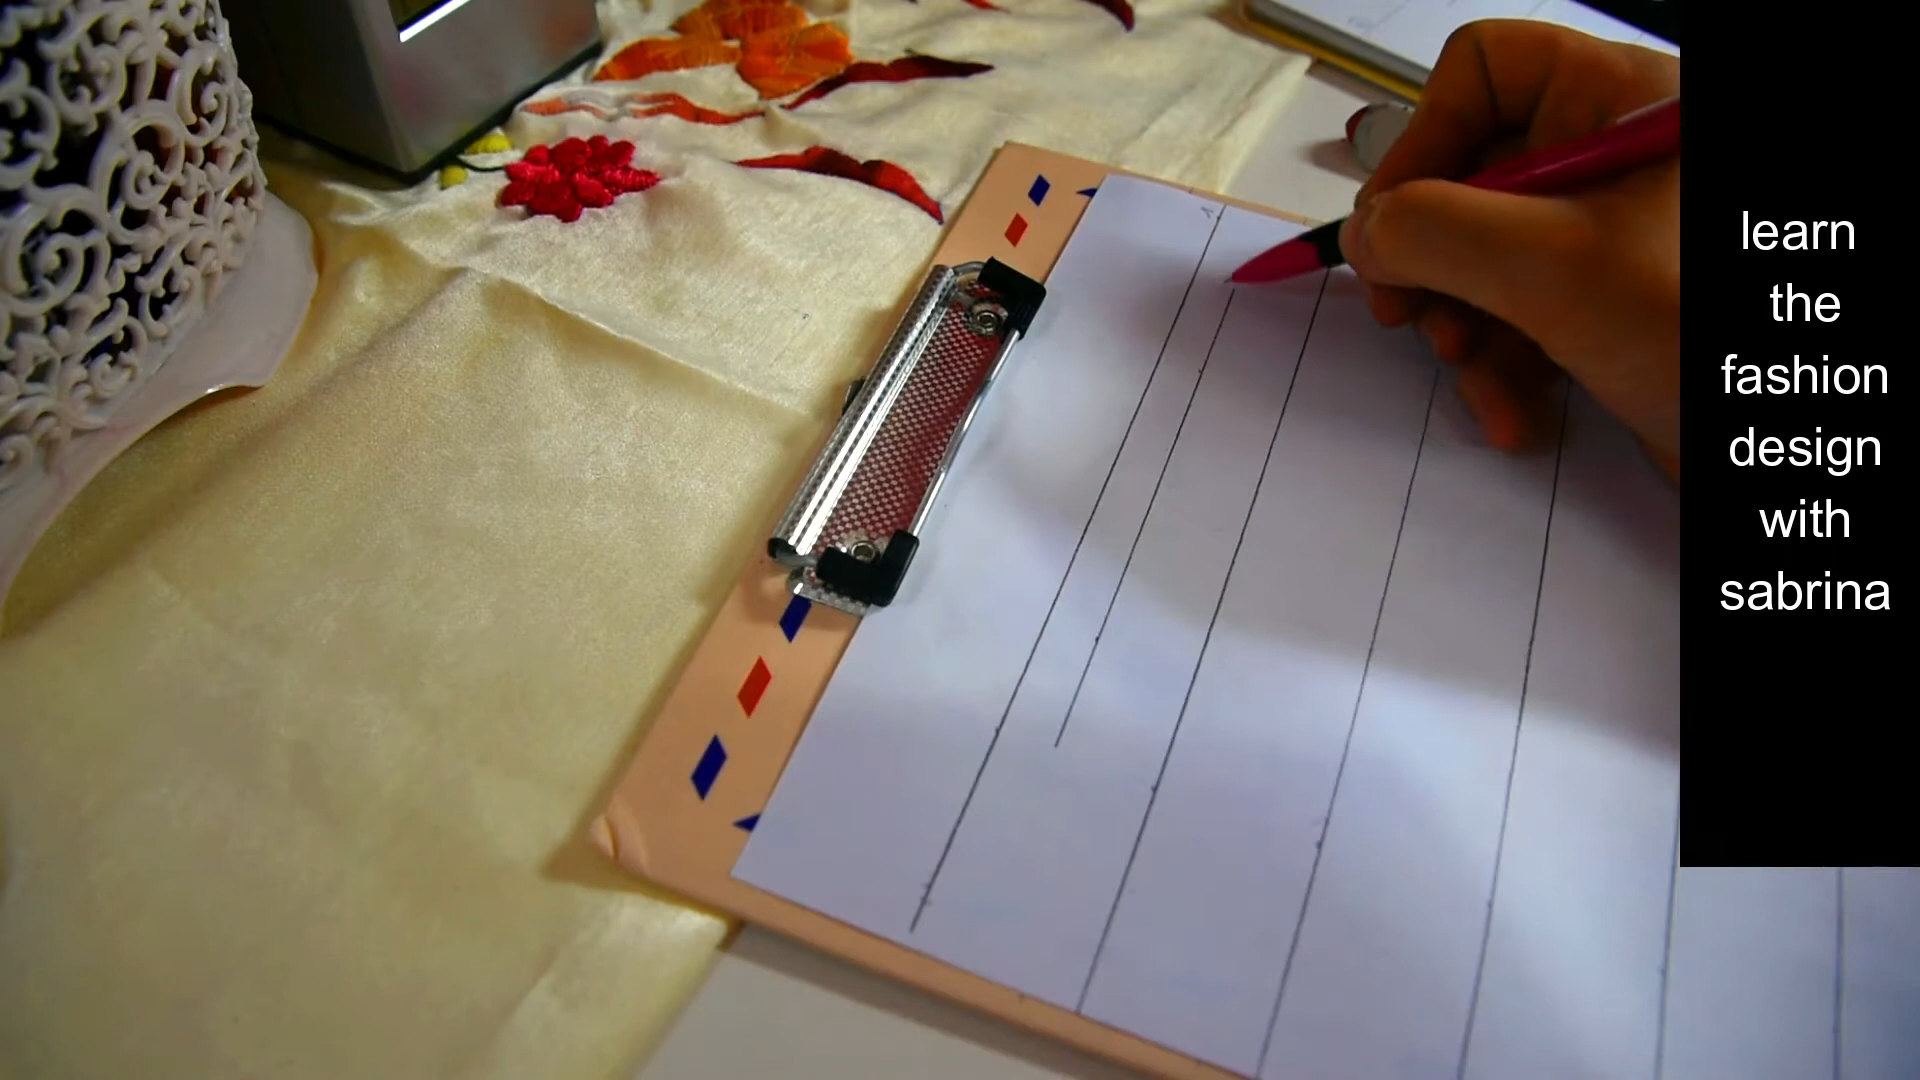 learn
the
fashion
design
with
sabrina